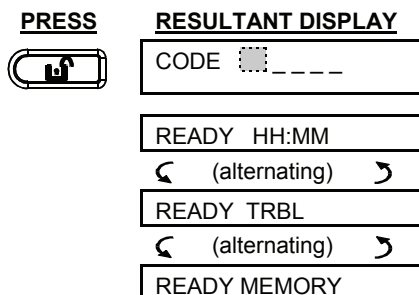 PRESS RESULTANT DISPLAY
CODE _ _ _ _
READY HH:MM
(alternating)
READY TRBL
(alternating)
READY MEMORY